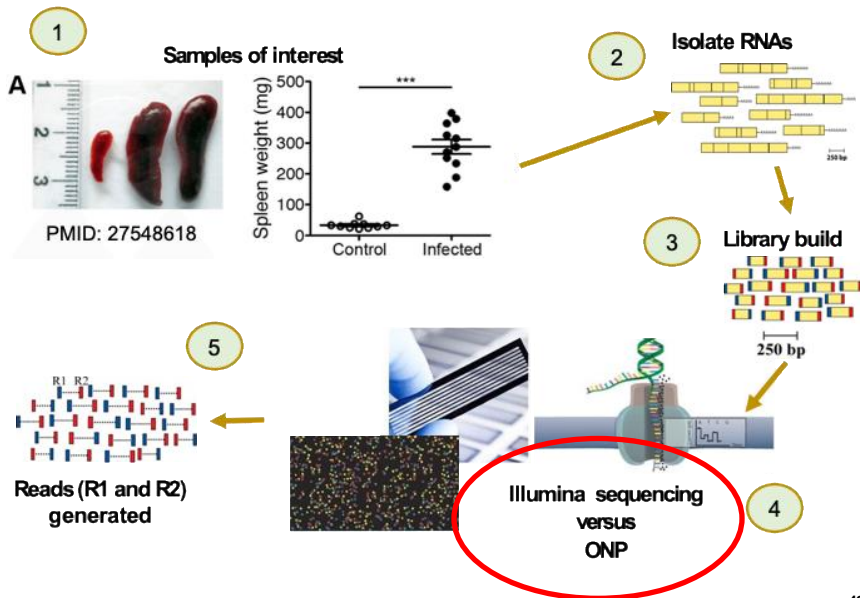 1
Samples of interest
A
1
2
3
PMID: 27548618
Spleen weight (mg)
500
400
300
200
100
0
***
Control Infected
2
Isolate RNAs
250 bp
3
Library build
250 bp
4
Illumina sequencing
versus
ONP
5
R1 R2
Reads (R1 and R2)
generated